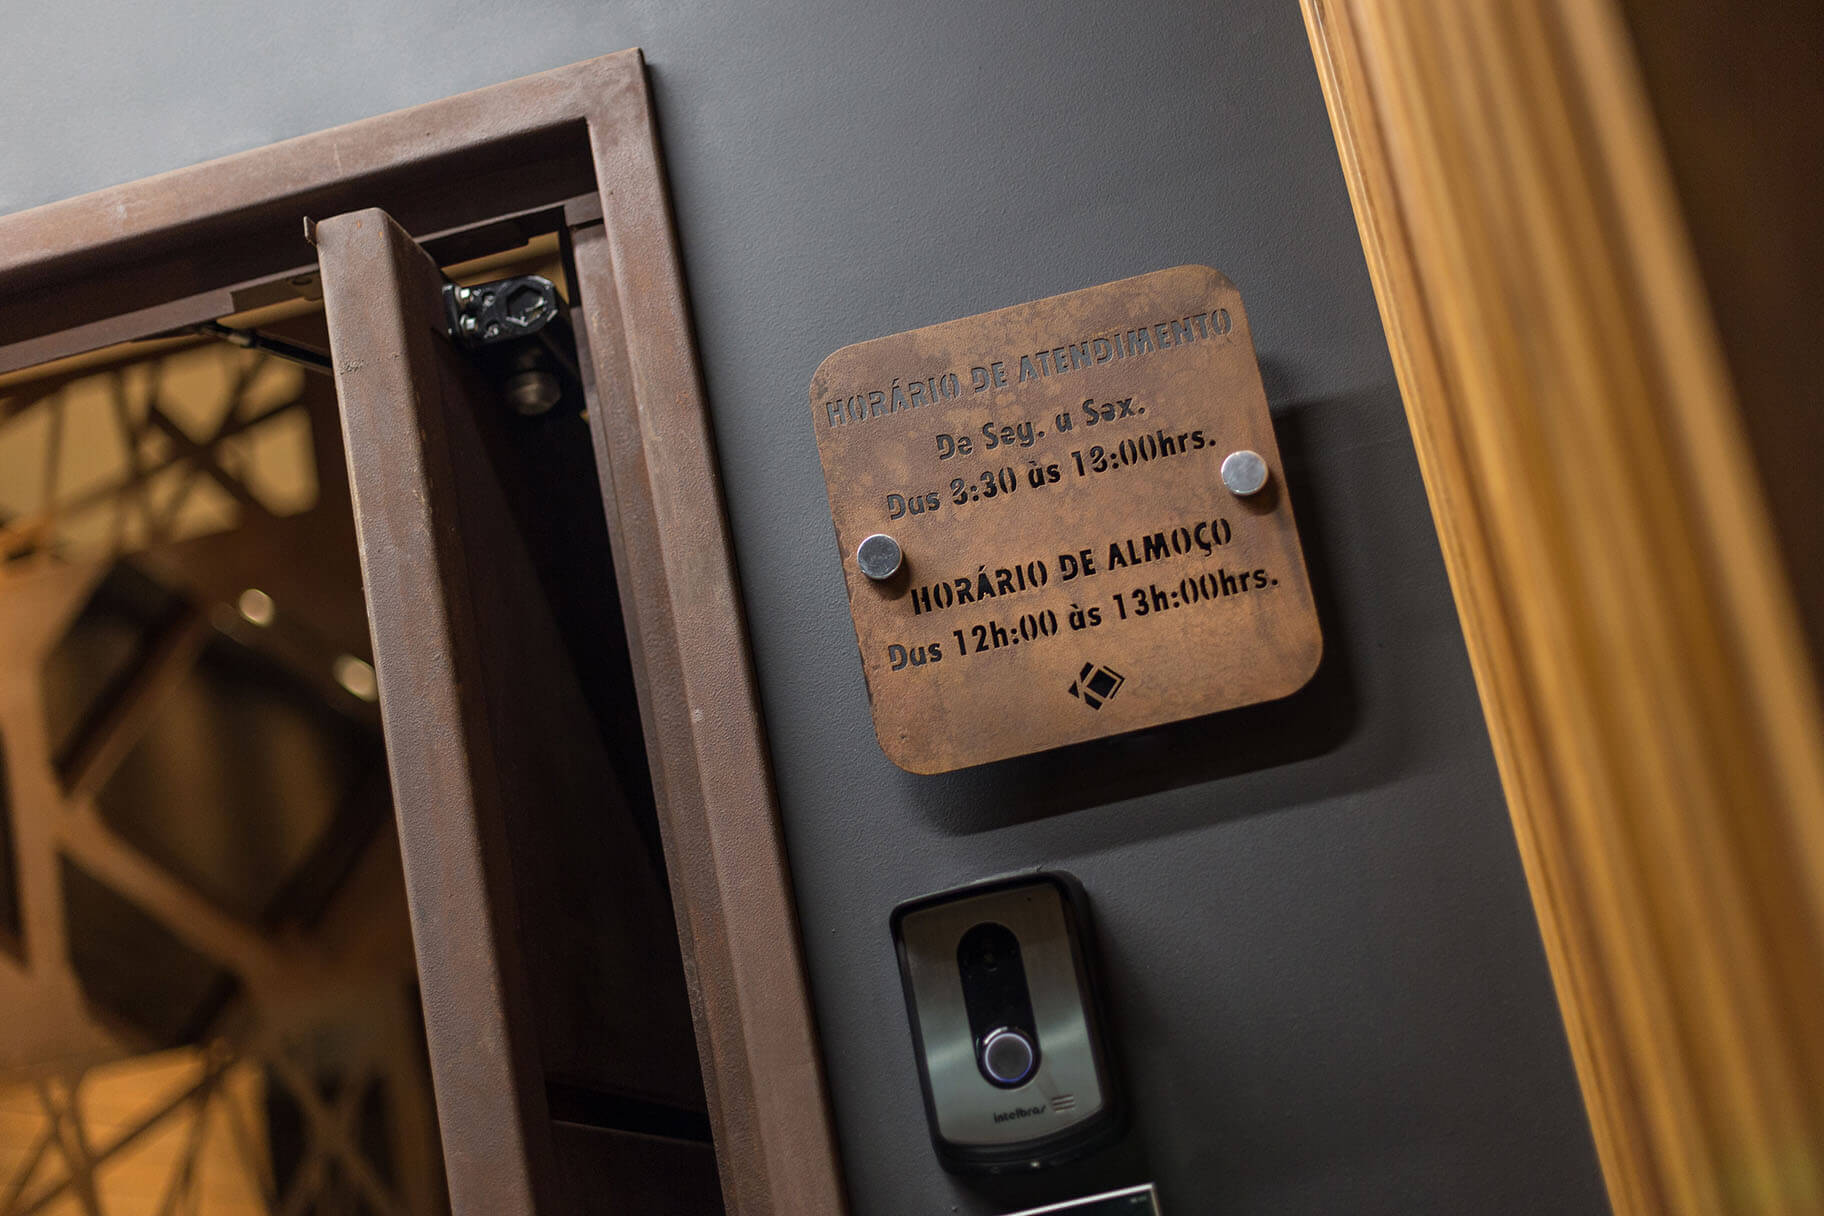 HORÁRIO DE ATENDIMENTO
De Seg. a Sex.
Das 8:30 às 18:00hrs.
HORÁRIO DE ALMOÇO
Das 12h:00 às 13h:00hrs.
intelbras